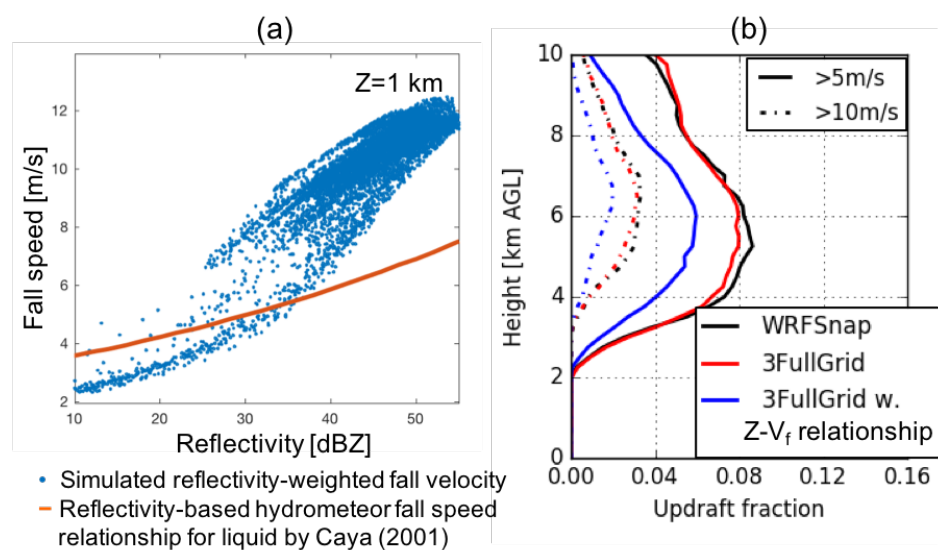 (a)
Z=1 km
12
10
8
6
4
2
10
20
30
40
50
Fall speed [m/s]
Reflectivity [dBZ]
Simulated reflectivity-weighted fall velocity
Reflectivity-based hydrometeor fall speed
relationship for liquid by Caya (2001)
(b)
10
8
6
4
2
0
0.00
0.04
0.08
0.12
0.16
Height [km AGL]
Updraft fraction
>5m/s
>10m/s
WRFSnap
3FullGrid
3FullGrid w.
Z-Vf relationship